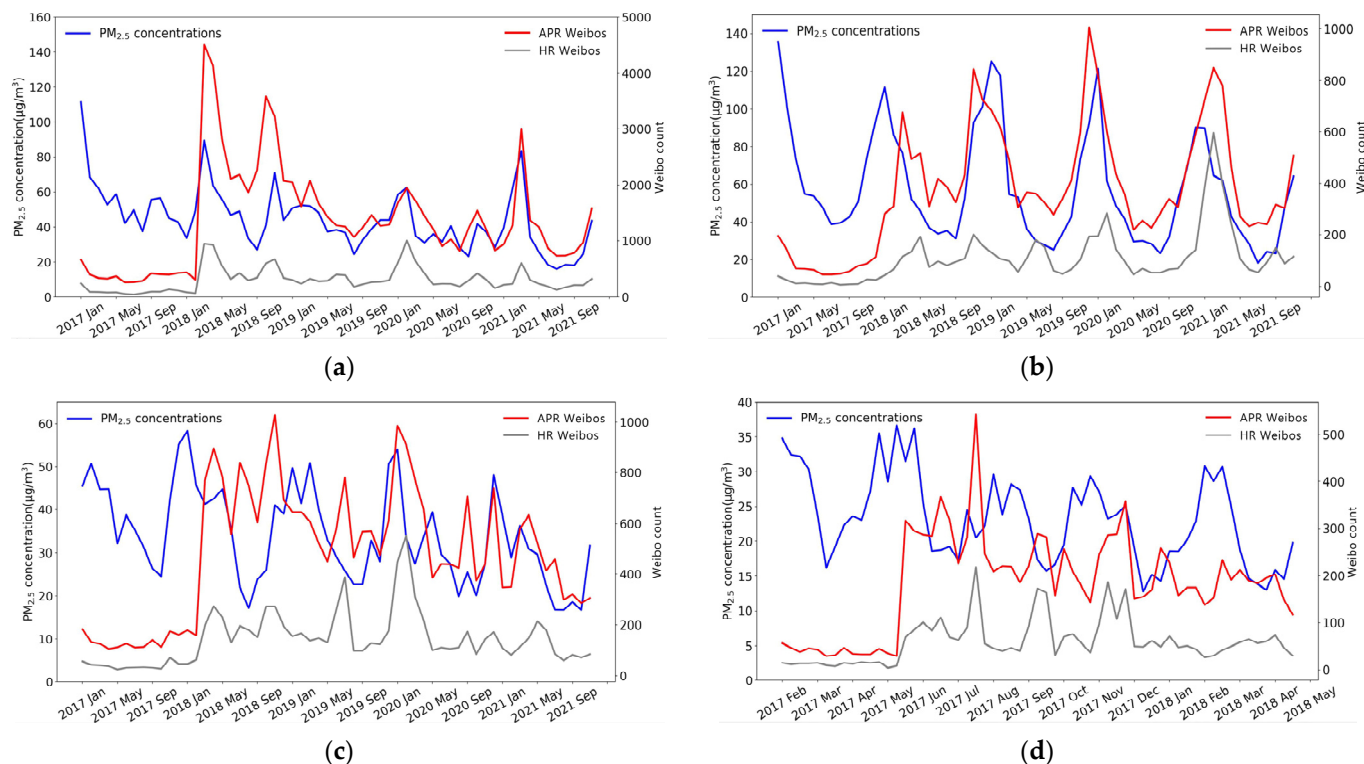 160
140
120
100
80
60
40
20
0
PM2.5 concentration(μg/m³)
PM2.5 concentrations
APR Weibos
HR Weibos
5000
4000
3000
2000
1000
0
Weibo count
2017 Jan
2017 May
2017 Sep
2018 Jan
2018 May
2018 Sep
2019 Jan
2019 May
2019 Sep
2020 Jan
2020 May
2020 Sep
2021 Jan
2021 May
2021 Sep
(a)
140
120
100
80
60
40
20
0
PM2.5 concentration(μg/m³)
PM2.5 concentrations
APR Weibos
HR Weibos
1000
800
600
400
200
0
Weibo count
2017 Jan
2017 May
2017 Sep
2018 Jan
2018 May
2018 Sep
2019 Jan
2019 May
2019 Sep
2020 Jan
2020 May
2020 Sep
2021 Jan
2021 May
2021 Sep
(b)
60
50
40
30
20
10
0
PM2.5 concentration(μg/m³)
PM2.5 concentrations
APR Weibos
HR Weibos
1000
800
600
400
200
0
Weibo count
2017 Jan
2017 May
2017 Sep
2018 Jan
2018 May
2018 Sep
2019 Jan
2019 May
2019 Sep
2020 Jan
2020 May
2020 Sep
2021 Jan
2021 May
2021 Sep
(c)
40
35
30
25
20
15
10
5
0
PM2.5 concentration(μg/m³)
PM2.5 concentrations
APR Weibos
HR Weibos
500
400
300
200
100
0
Weibo count
2017 Feb
2017 Mar
2017 Apr
2017 May
2017 Jun
2017 Jul
2017 Aug
2017 Sep
2017 Oct
2017 Nov
2017 Dec
2018 Jan
2018 Feb
2018 Mar
2018 Apr
2018 May
(d)